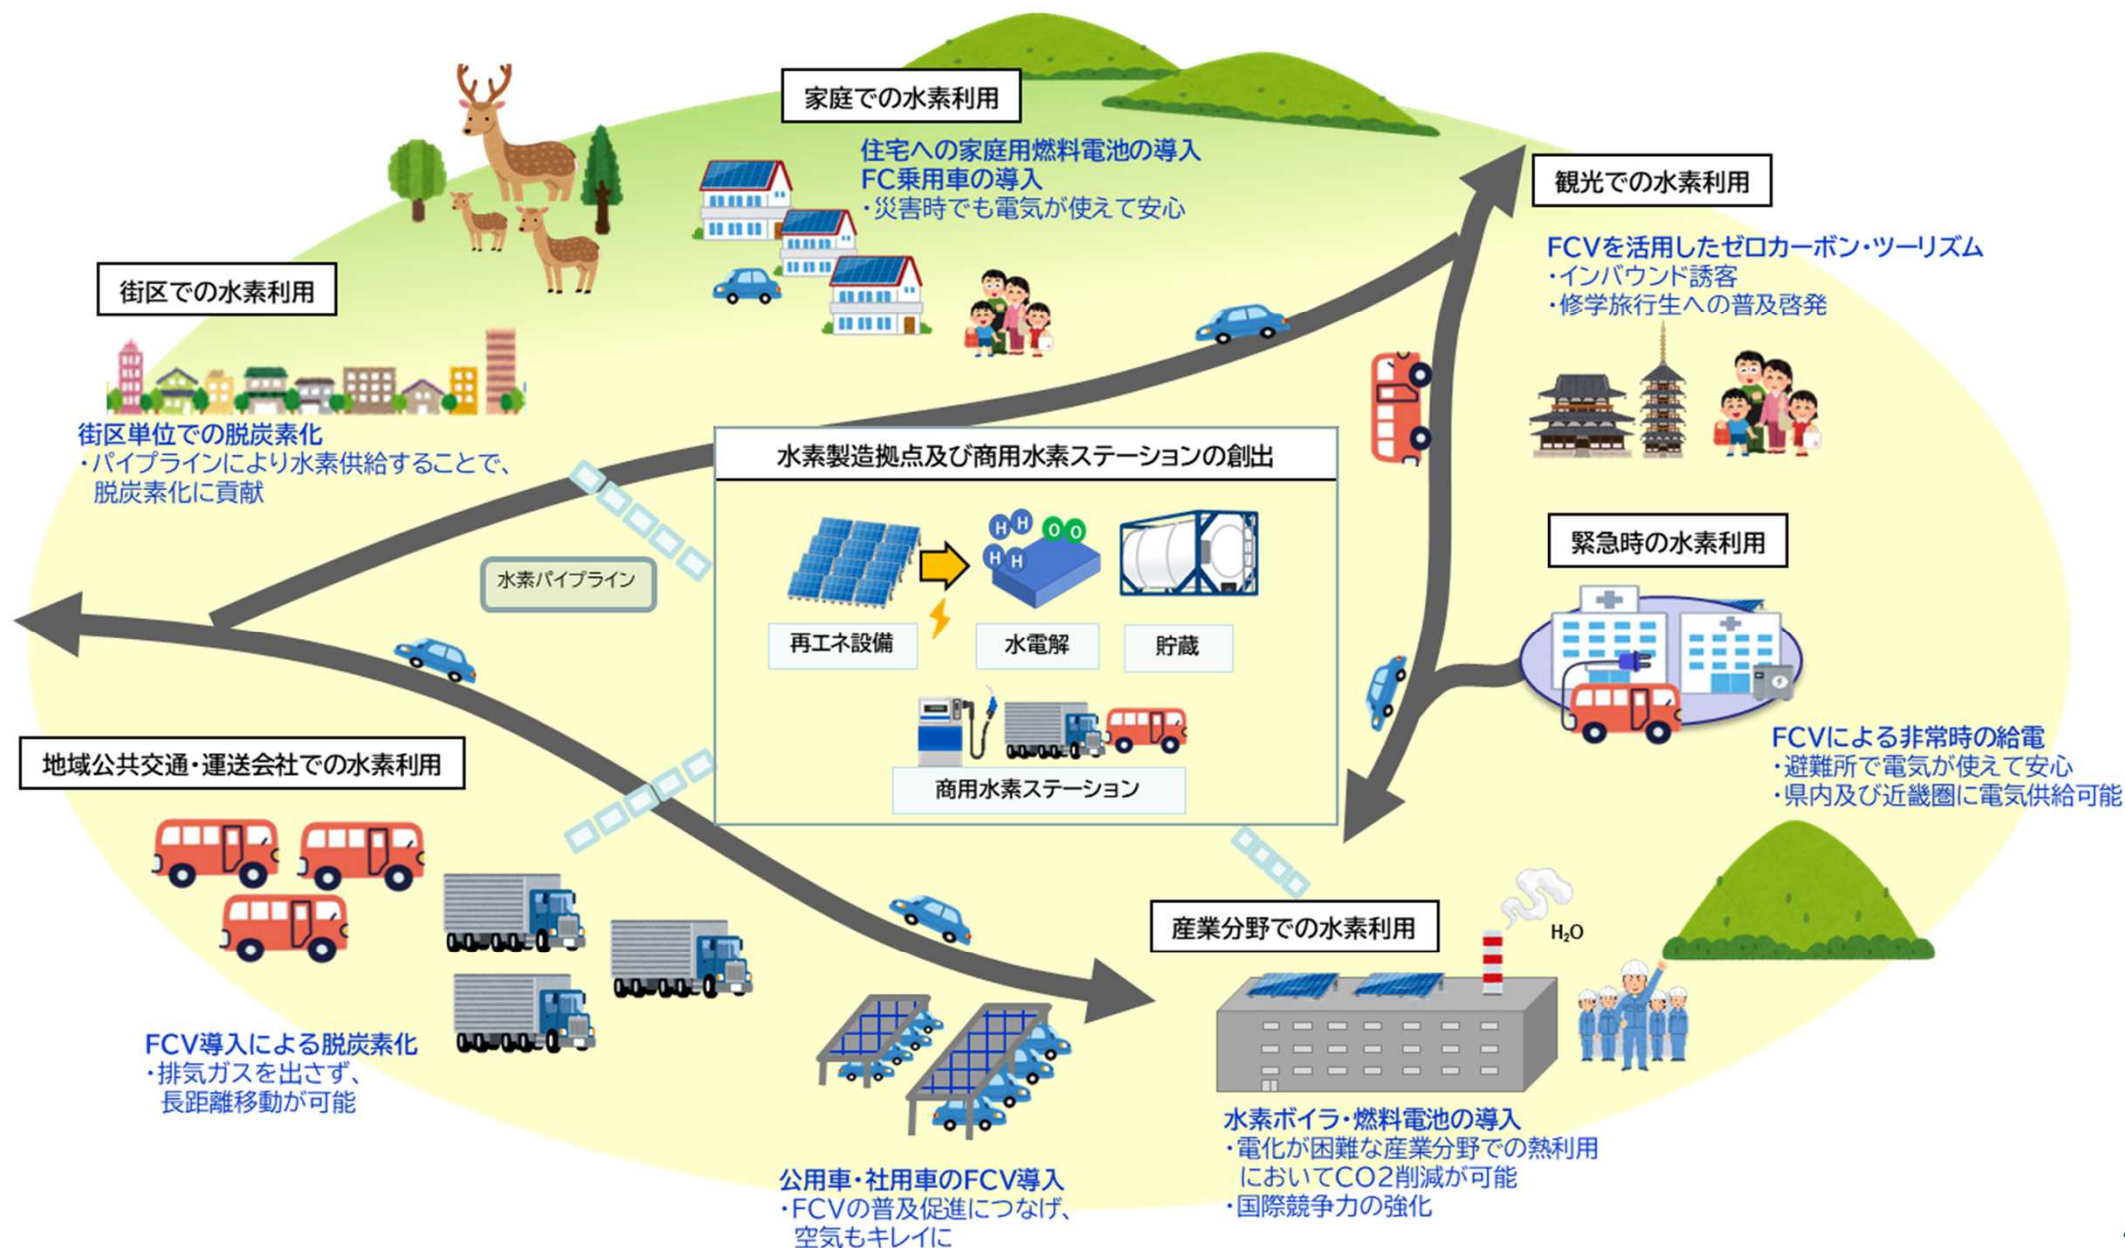 家庭での水素利用
住宅への家庭用燃料電池の導入
FC乗用車の導入
・災害時でも電気が使えて安心
観光での水素利用
FCVを活用したゼロカーボン・ツーリズム
・インバウンド誘客
・修学旅行生への普及啓発
街区での水素利用
街区単位での脱炭素化
・パイプラインにより水素供給することで、
脱炭素化に貢献
水素パイプライン
水素製造拠点及び商用水素ステーションの創出
H H O O
H H
再エネ設備
水電解
貯蔵
商用水素ステーション
緊急時の水素利用
FCVによる非常時の給電
・避難所で電気が使えて安心
・県内及び近畿圏に電気供給可能
地域公共交通・運送会社での水素利用
FCV導入による脱炭素化
・排気ガスを出さず、
長距離移動が可能
公用車・社用車のFCV導入
・FCVの普及促進につなげ、
空気もキレイに
産業分野での水素利用
H₂O
水素ボイラ・燃料電池の導入
・電化が困難な産業分野での熱利用
においてCO2削減が可能
・国際競争力の強化